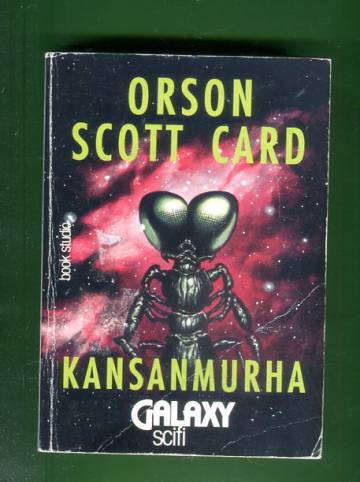 ORSON
SCOTT CARD
book studio
KANSANMURHA
GALAXY
scifi